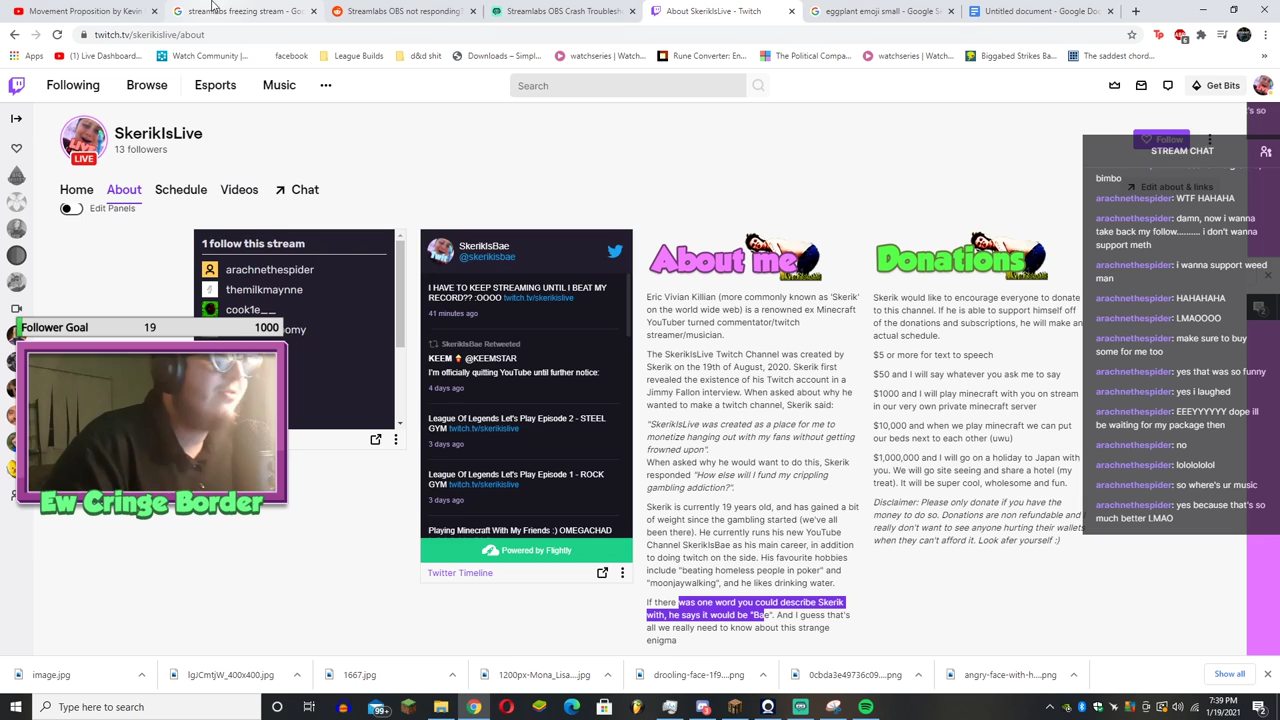 Movement Proposition by Kevin
streamlabs freezing stream - Go
Streamlabs OBS not responding
Streamlabs OBS Crash Troublesh
About SkerikIsLive - Twitch
eggplant emoji small - Google S
Untitled document - Google Do
twitch.tv/skerikislive/about
Apps
(1) Live Dashboard...
Watch Community |...
facebook
League Builds
d&d shit
Downloads – Simpl...
watchseries | Watch...
Rune Converter: En...
The Political Compa...
watchseries | Watch...
Biggabed Strikes Ba...
The saddest chord...
»
Following
Browse
Esports
Music
Search
Get Bits
SkerikIsLive
13 followers
LIVE
Follow
Home
About
Schedule
Videos
Chat
Edit Panels
Edit about & links
1 follow this stream
arachnethespider
themilkmaynne
cook1e__
Follower Goal 19 1000
Ew Cringe Border
SkerikIsBae
@skerikisbae
I HAVE TO KEEP STREAMING UNTIL I BEAT MY
RECORD?? :OOOO twitch.tv/skerikislive
41 minutes ago
SkerikIsBae Retweeted
KEEM @KEEMSTAR
I'm officially quitting YouTube until further notice:
4 days ago
League Of Legends Let's Play Episode 2 - STEEL
GYM twitch.tv/skerikislive
3 days ago
League Of Legends Let's Play Episode 1 - ROCK
GYM twitch.tv/skerikislive
3 days ago
Playing Minecraft With My Friends :) OMEGACHAD
Powered by Flightly
Twitter Timeline
About me
Eric Vivian Killian (more commonly known as 'Skerik'
on the world wide web) is a renowned ex Minecraft
YouTuber turned commentator/twitch
streamer/musician.
The SkerikIsLive Twitch Channel was created by
Skerik on the 19th of August, 2020. Skerik first
revealed the existence of his Twitch account in a
Jimmy Fallon interview. When asked about why he
wanted to make a twitch channel, Skerik said:
"SkerikIsLive was created as a place for me to
monetize hanging out with my fans without getting
frowned upon".
When asked why he would want to do this, Skerik
responded "How else will I fund my crippling
gambling addiction?".
Skerik is currently 19 years old, and has gained a bit
of weight since the gambling started (we've all
been there). He currently runs his new YouTube
Channel SkerikIsBae as his main career, in addition
to doing twitch on the side. His favourite hobbies
include "beating homeless people in poker" and
"moonjaywalking", and he likes drinking water.
If there was one word you could describe Skerik
with, he says it would be "Bae". And I guess that's
all we really need to know about this strange
enigma
Donations
Skerik would like to encourage everyone to donate
to this channel. If he is able to support himself off
of the donations and subscriptions, he will make an
actual schedule.
$5 or more for text to speech
$50 and I will say whatever you ask me to say
$1000 and I will play minecraft with you on stream
in our very own private minecraft server
$10,000 and when we play minecraft we can put
our beds next to each other (uwu)
$1,000,000 and I will go on a holiday to Japan with
you. We will go site seeing and share a hotel (my
treat). It will be super cool, wholesome and fun.
Disclaimer: Please only donate if you have the
money to do so. Donations are non refundable and I
really don't want to see anyone hurting their wallets
when they can't afford it. Look afer yourself :)
STREAM CHAT
bimbo
arachnethespider: WTF HAHAHA
arachnethespider: damn, now i wanna
take back my follow.......... i don't wanna
support meth
arachnethespider: i wanna support weed
man
arachnethespider: HAHAHAHA
arachnethespider: LMAOOOO
arachnethespider: make sure to buy
some for me too
arachnethespider: yes that was so funny
arachnethespider: yes i laughed
arachnethespider: EEEYYYYYY dope ill
be waiting for my package then
arachnethespider: no
arachnethespider: lolololololol
arachnethespider: so where's ur music
arachnethespider: yes because that's so
much better LMAO
image.jpg
IgJCmtjW_400x400.jpg
1667.jpg
1200px-Mona_Lisa....jpg
drooling-face-1f9....png
0cbda3e49736c09....png
angry-face-with-h....png
Show all
Type here to search
99+
7:39 PM
1/19/2021